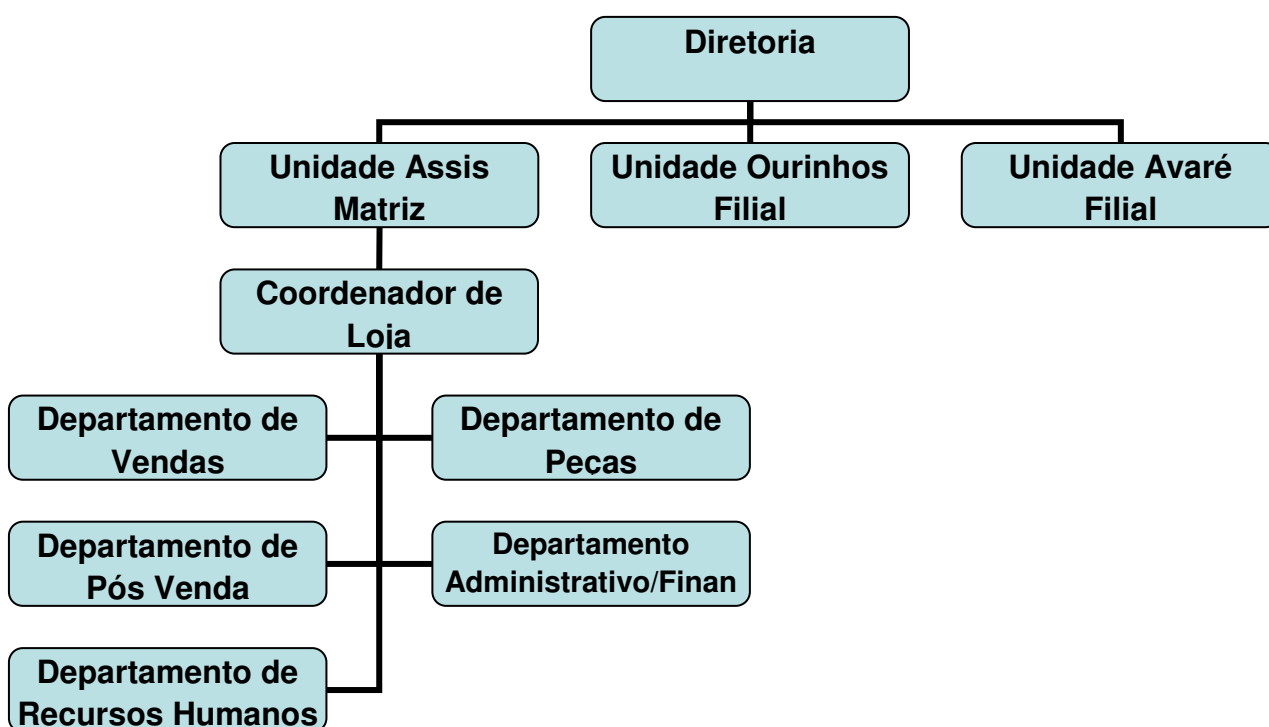 Diretoria
Unidade Assis
Matriz
Unidade Ourinhos
Filial
Unidade Avaré
Filial
Coordenador de
Loja
Departamento de
Vendas
Departamento de
Peças
Departamento de
Pós Venda
Departamento
Administrativo/Finan
Departamento de
Recursos Humanos